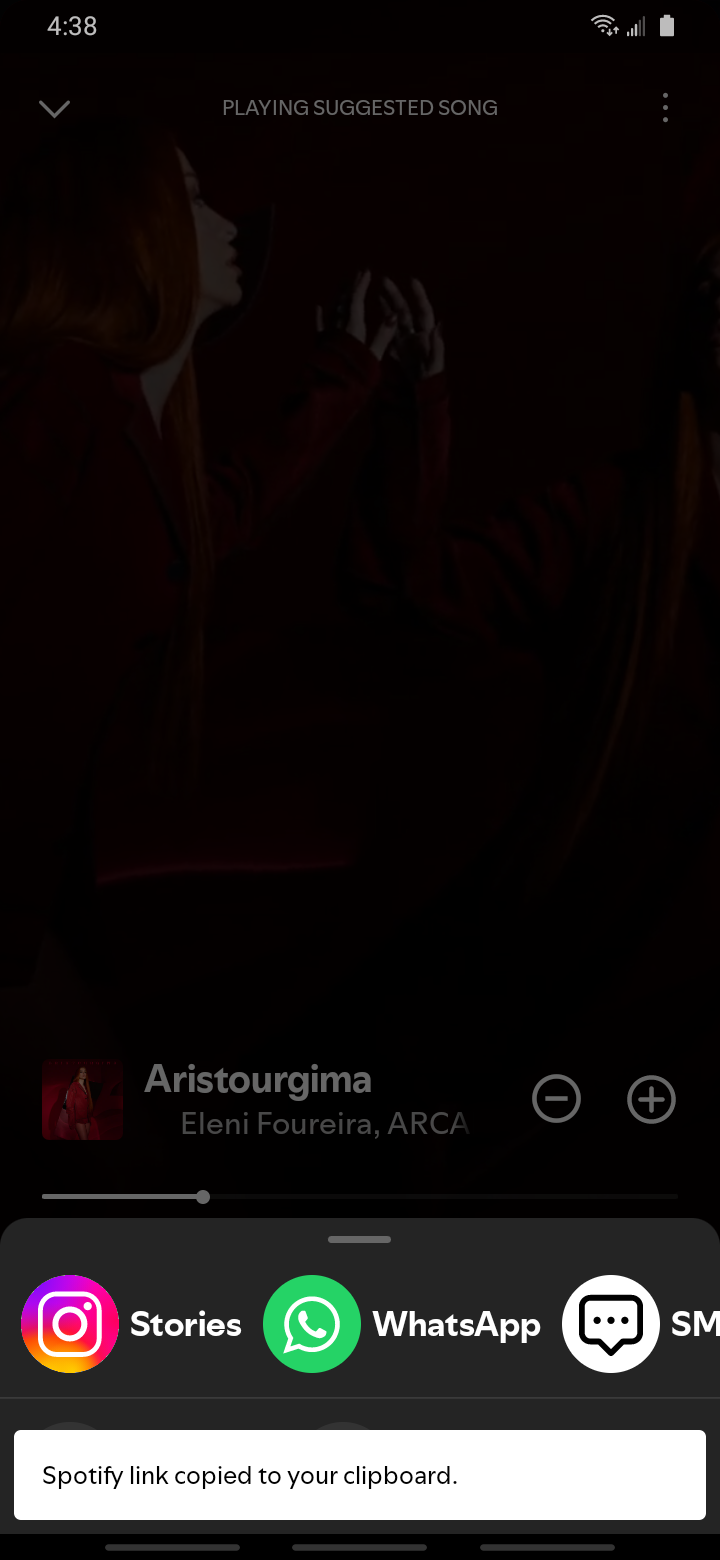 4:38
PLAYING SUGGESTED SONG
Aristourgima
Eleni Foureira, ARCA
Stories
WhatsApp
SM
Spotify link copied to your clipboard.